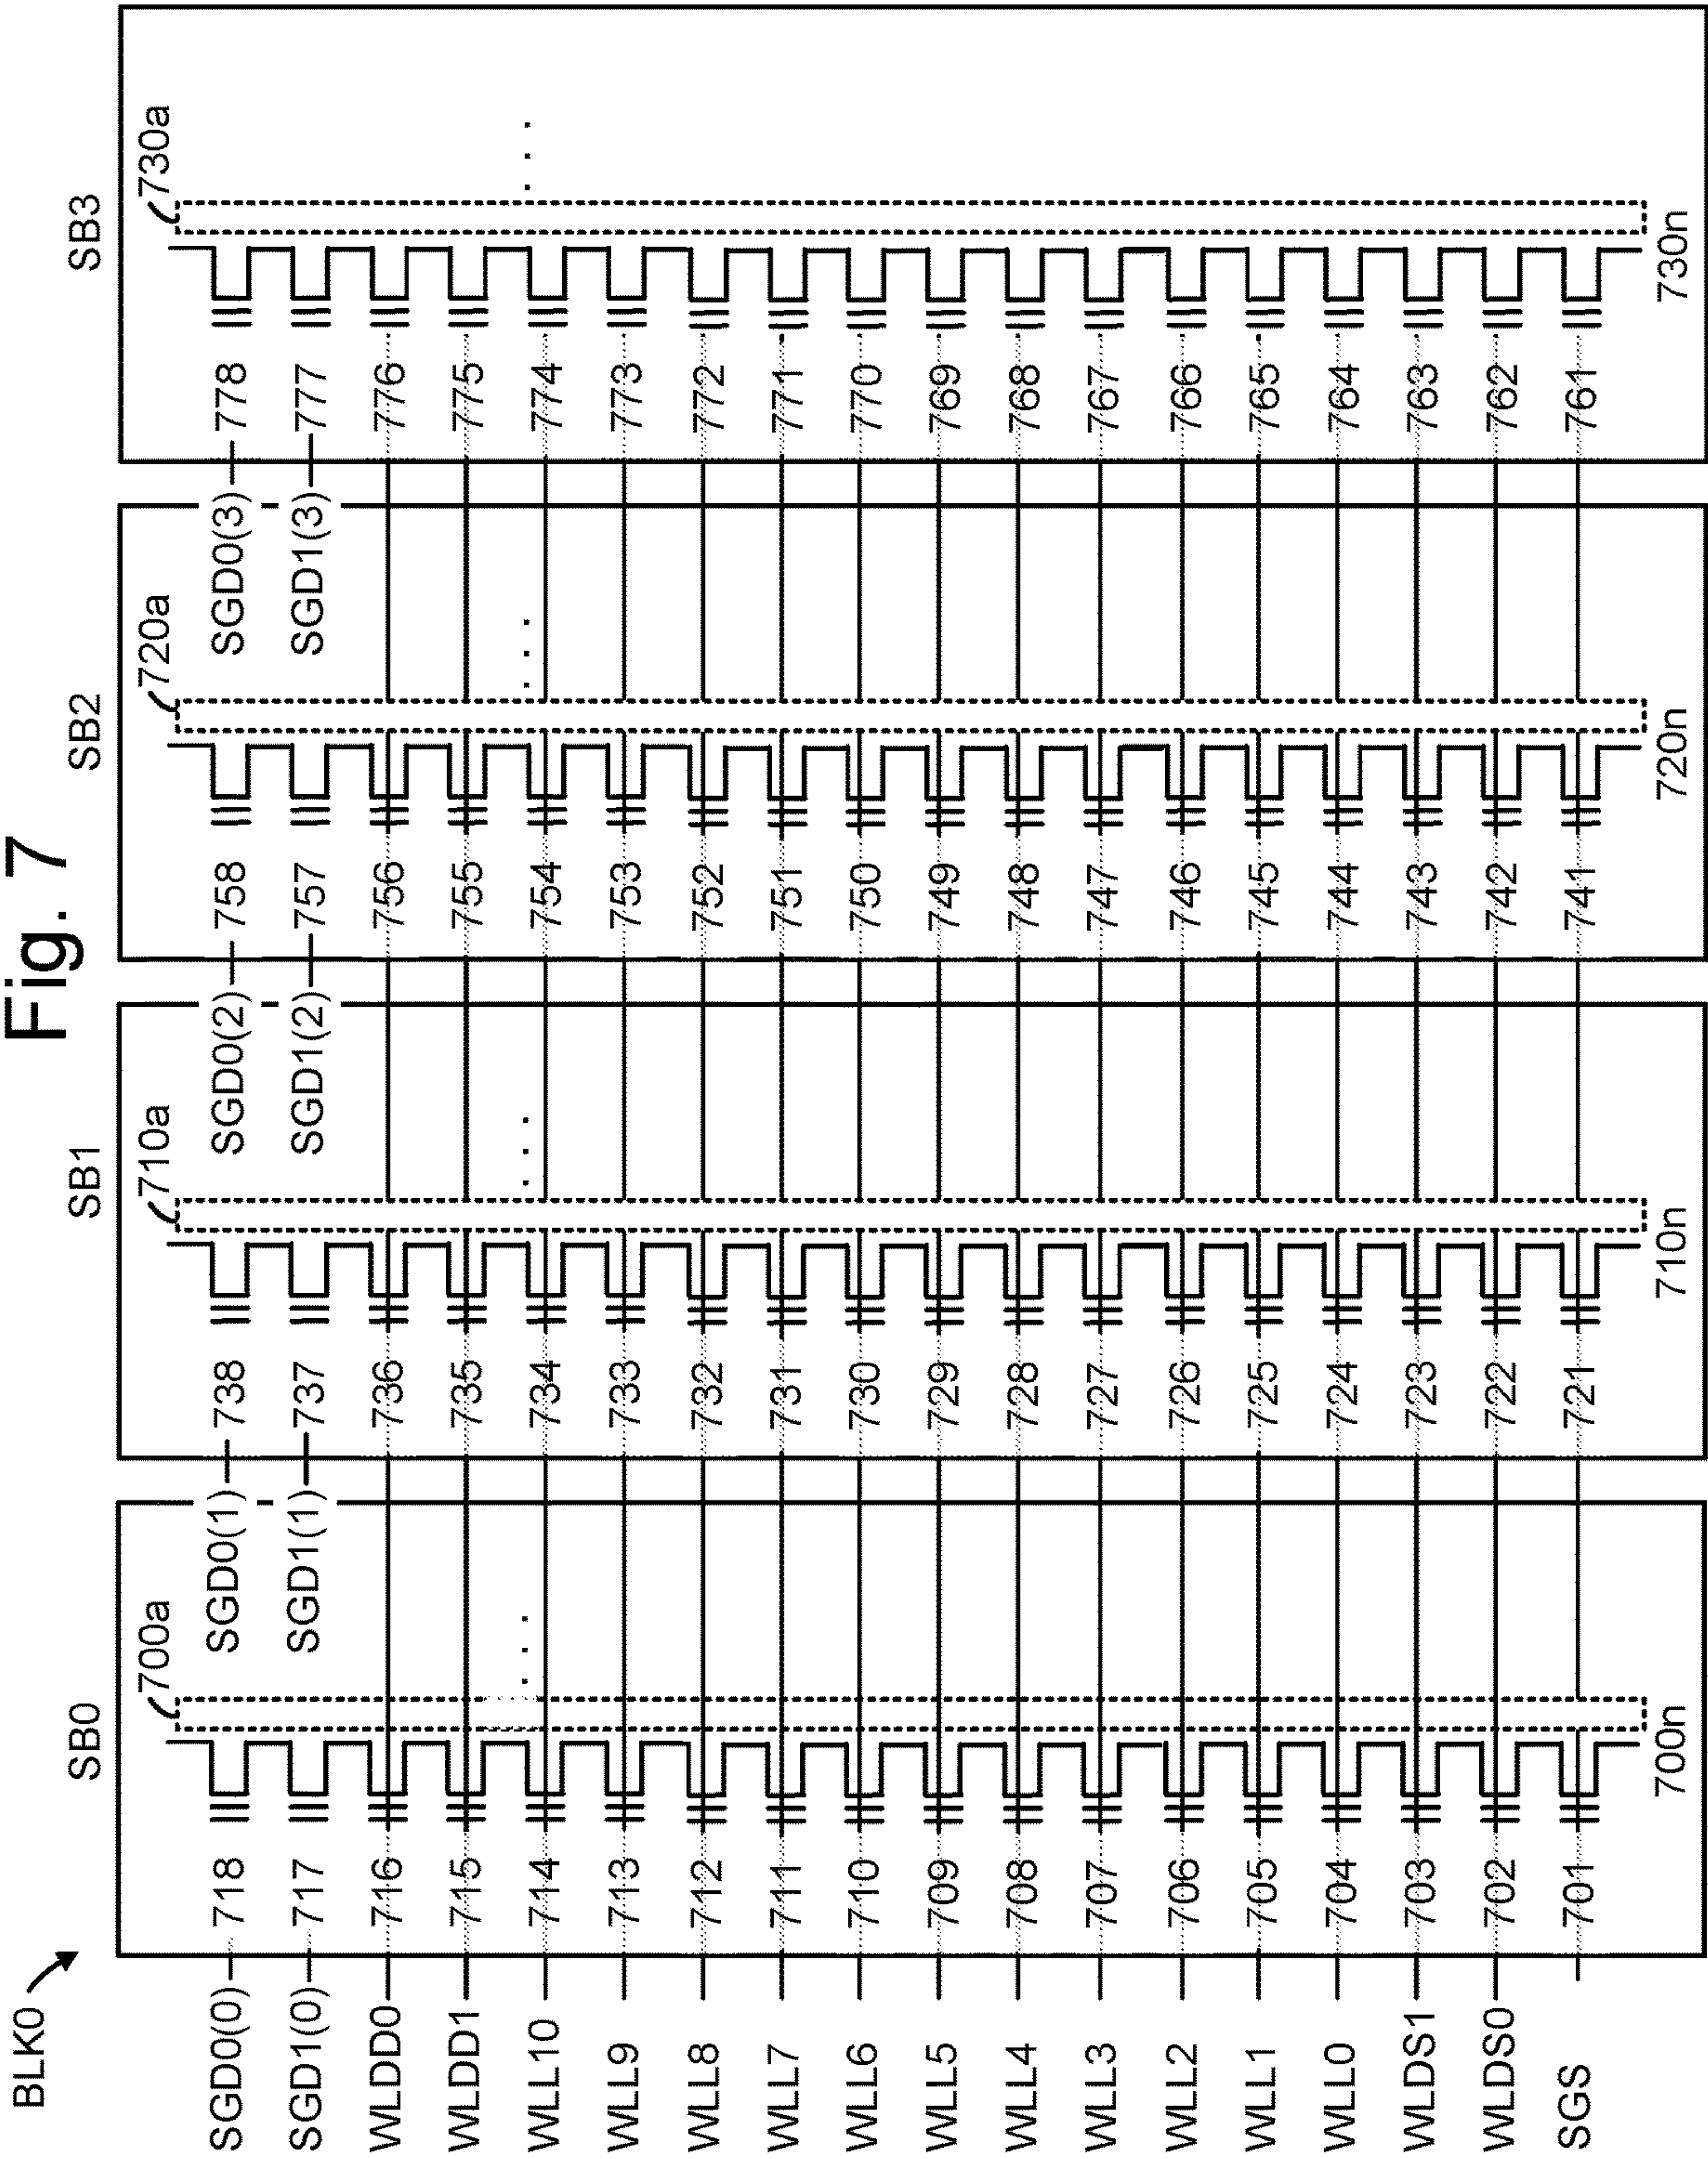 Fig. 7
BLK0
SB0 SB1 SB2 SB3
700a 710a 720a 730a
SGD0(0) 718 SGD0(1) 738 SGD0(2) 758 SGD0(3) 778
SGD1(0) 717 SGD1(1) 737 SGD1(2) 757 SGD1(3) 777
WLDD0 716 736 756 776
WLDD1 715 735 755 775
WLL10 714 734 754 774
WLL9 713 733 753 773
WLL8 712 732 752 772
WLL7 711 731 751 771
WLL6 710 730 750 770
WLL5 709 729 749 769
WLL4 708 728 748 768
WLL3 707 727 747 767
WLL2 706 726 746 766
WLL1 705 725 745 765
WLL0 704 724 744 764
WLDS1 703 723 743 763
WLDS0 702 722 742 762
SGS 701 721 741 761
700n 710n 720n 730n